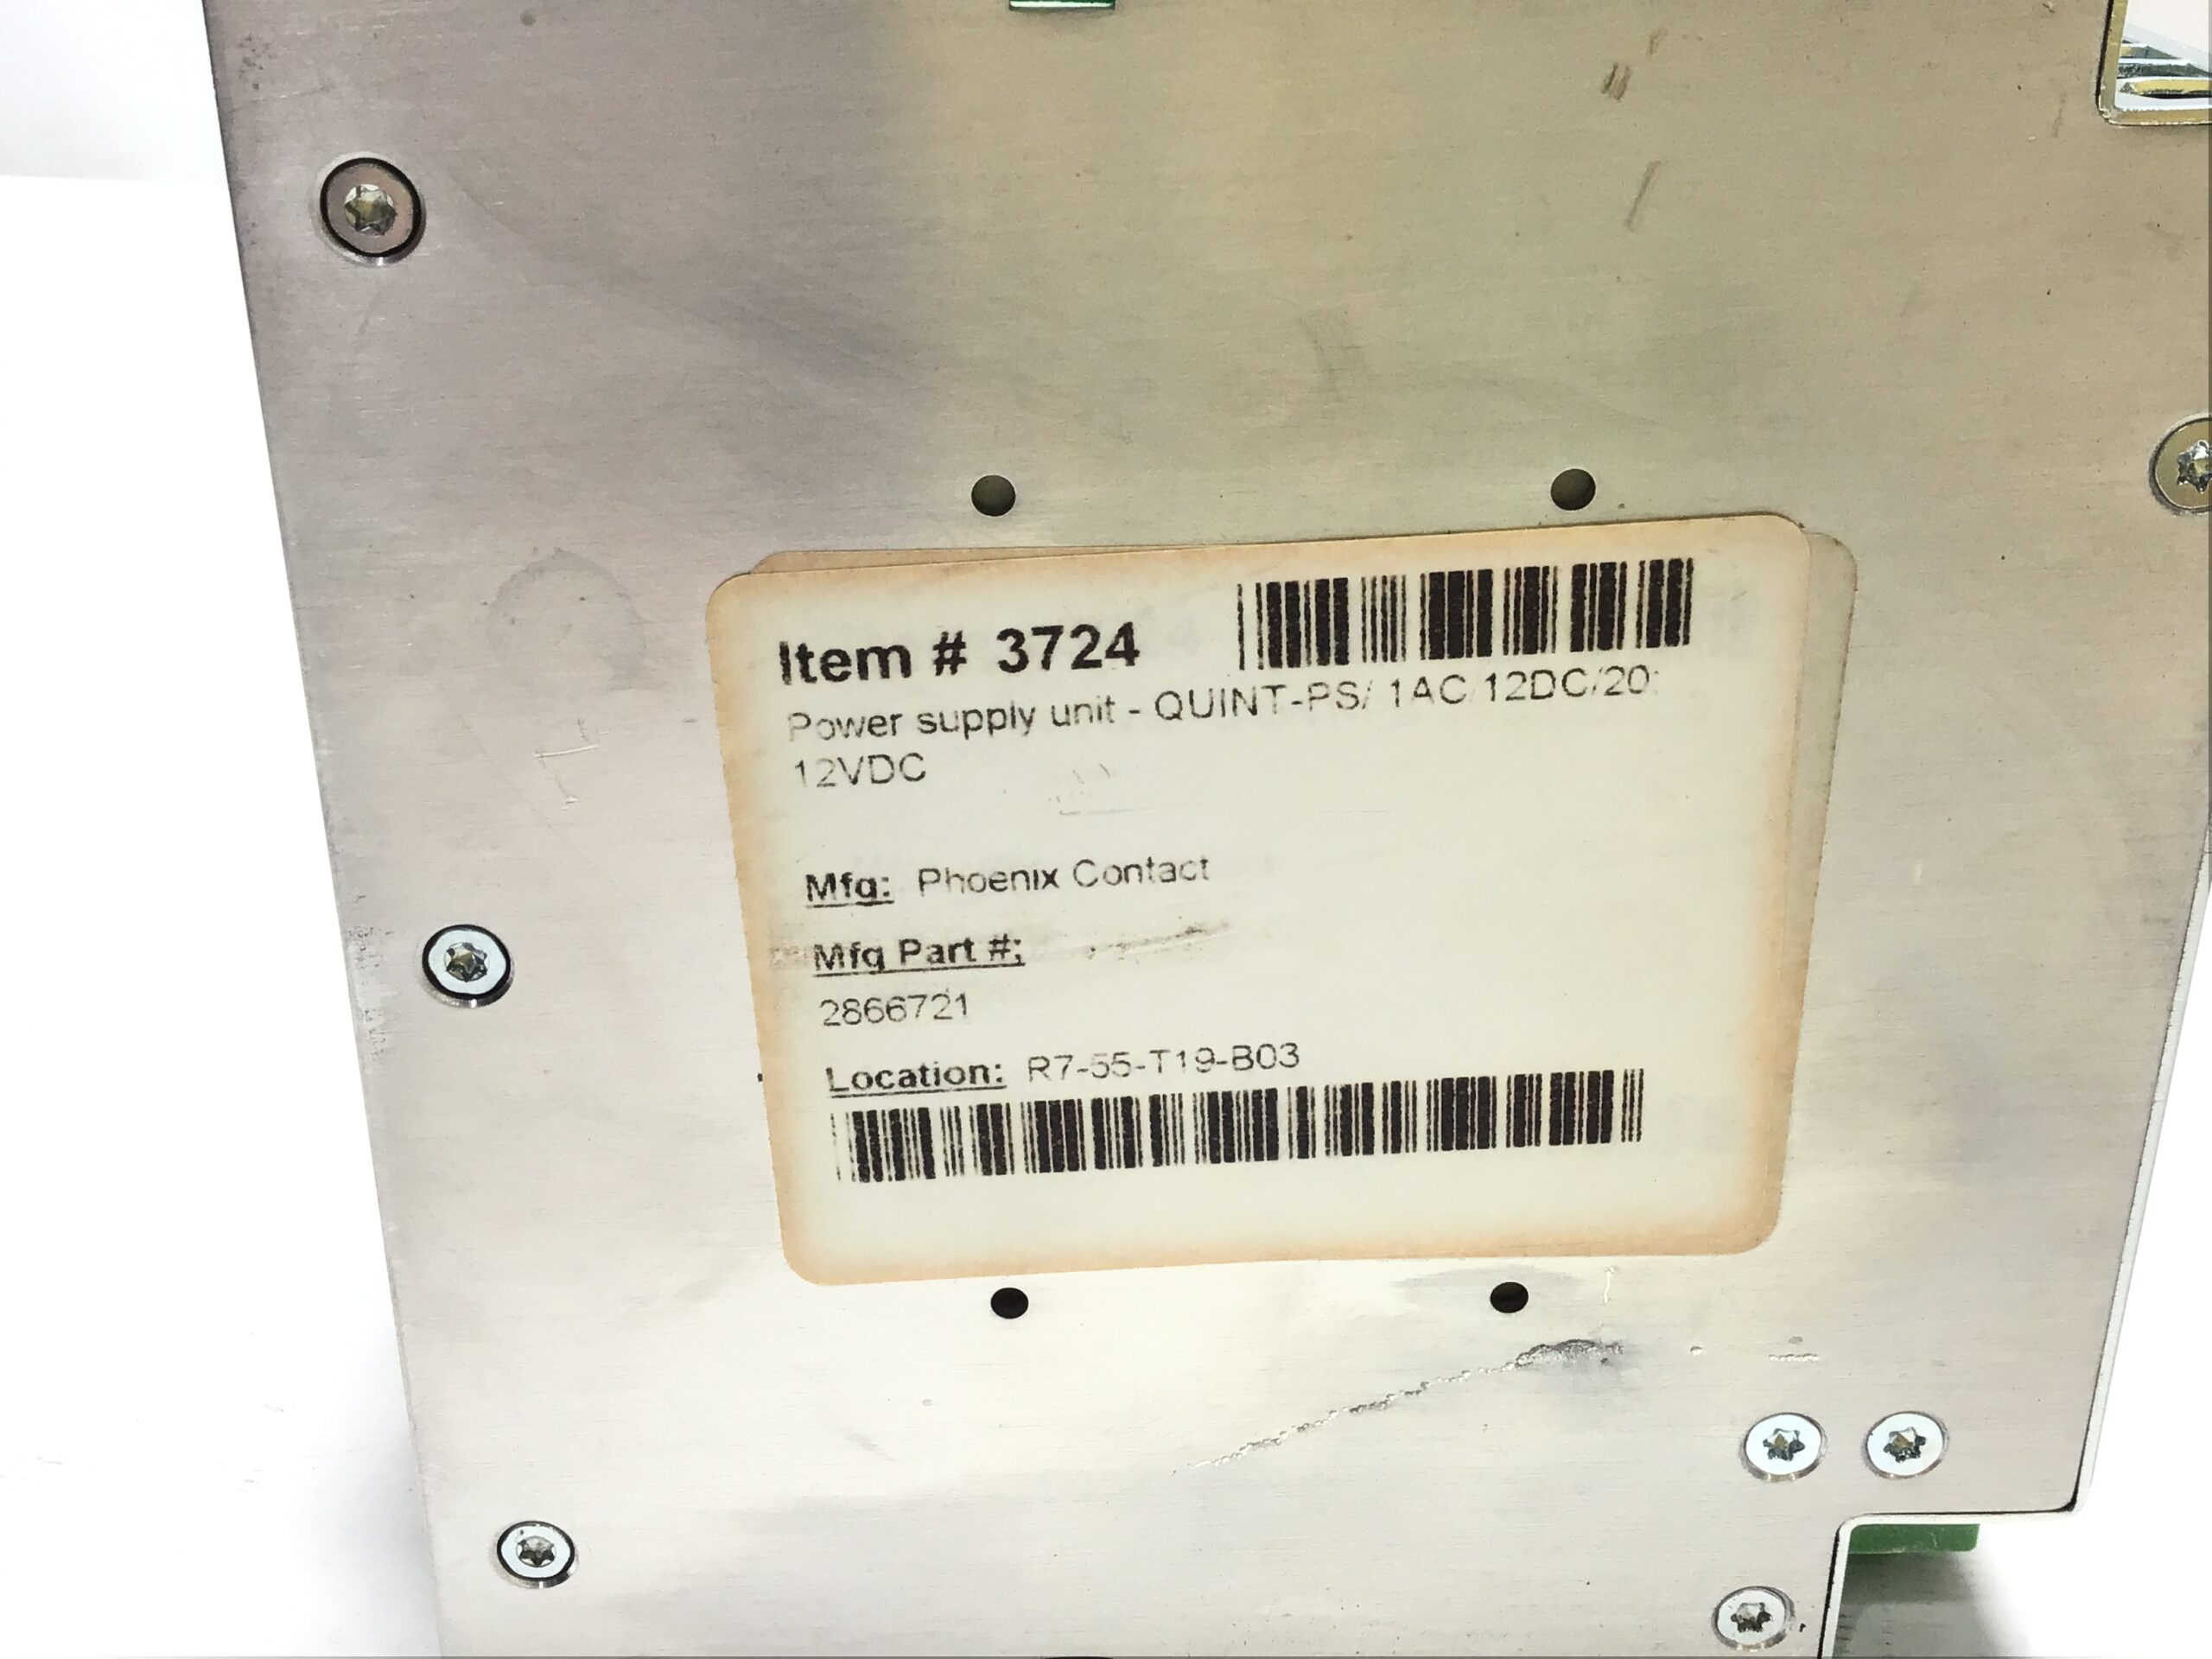 Item # 3724
Power supply unit - QUINT-PS/ 1AC/12DC/20;
12VDC
Mfg: Phoenix Contact
Mfg Part #:
2866721
Location: R7-55-T19-B03